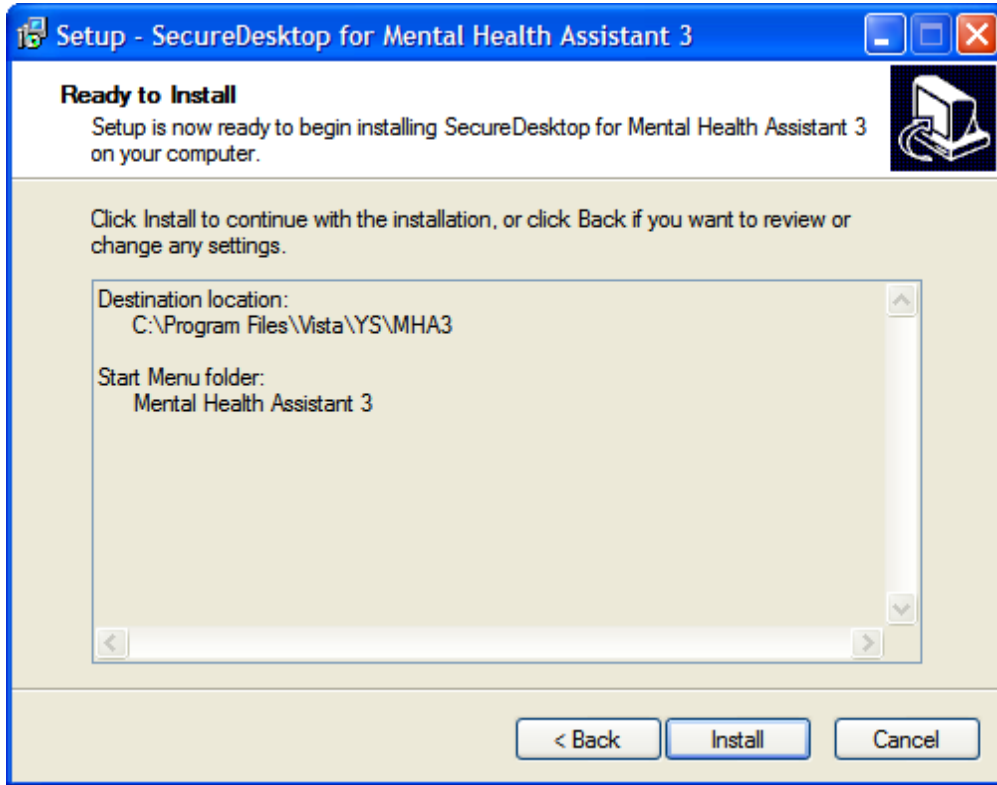 Setup - SecureDesktop for Mental Health Assistant 3
Ready to Install
Setup is now ready to begin installing SecureDesktop for Mental Health Assistant 3
on your computer.
Click Install to continue with the installation, or click Back if you want to review or
change any settings.
Destination location:
C:\Program Files\Vista\YS\MHA3
Start Menu folder:
Mental Health Assistant 3
< Back
Install
Cancel